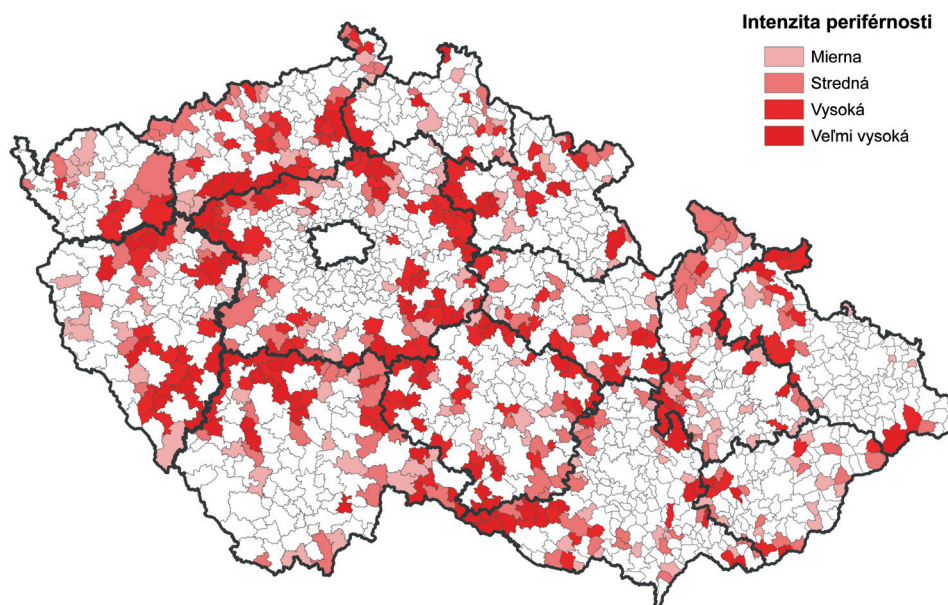 Intenzita periférnosti
Mierna
Stredná
Vysoká
Veľmi vysoká